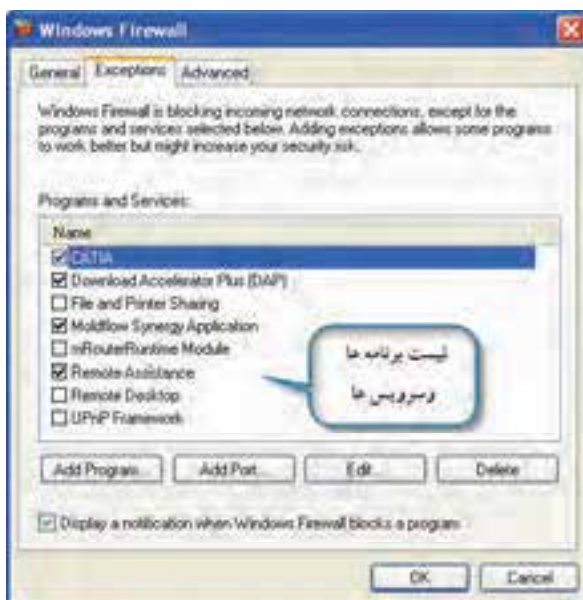 Windows Firewall
General Exceptions Advanced
Windows Firewall is blocking incoming network connections, except for the
programs and services selected below. Adding exceptions allows some programs
to work better but might increase your security risk.
Programs and Services:
Name
CATIA
Download Accelerator Plus (DAP)
File and Printer Sharing
Moldflow Synergy Application
mRouterRuntime Module
Remote Assistance
Remote Desktop
UPnP Framework
لیست برنامه ها
وسرویس ها
Add Program... Add Port... Edit... Delete
Display a notification when Windows Firewall blocks a program
OK Cancel